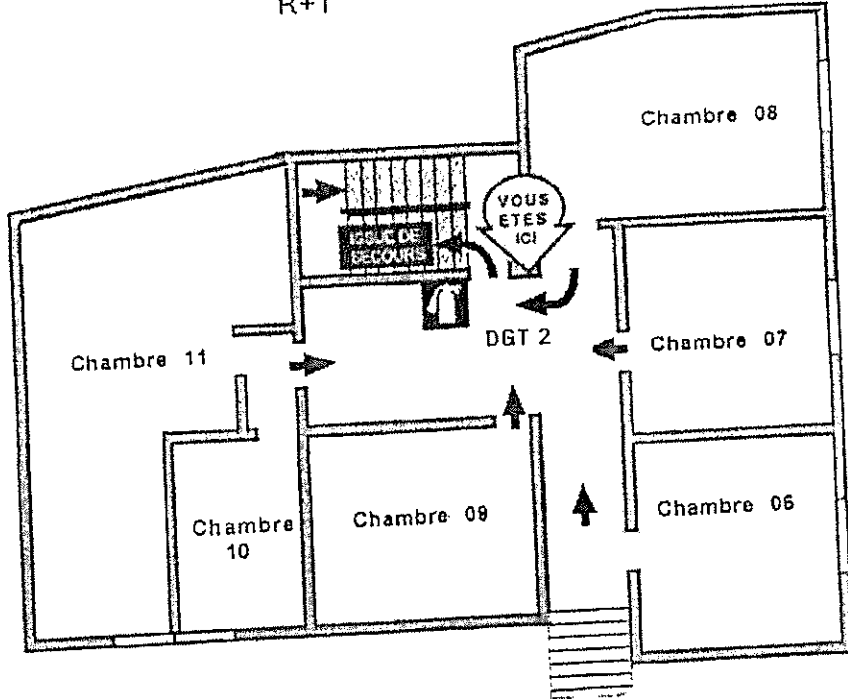 R+1
Chambre 08
VOUS
ETES
ICI
DE
SECOURS
DGT 2
Chambre 07
Chambre 11
Chambre 09
Chambre 06
Chambre
10